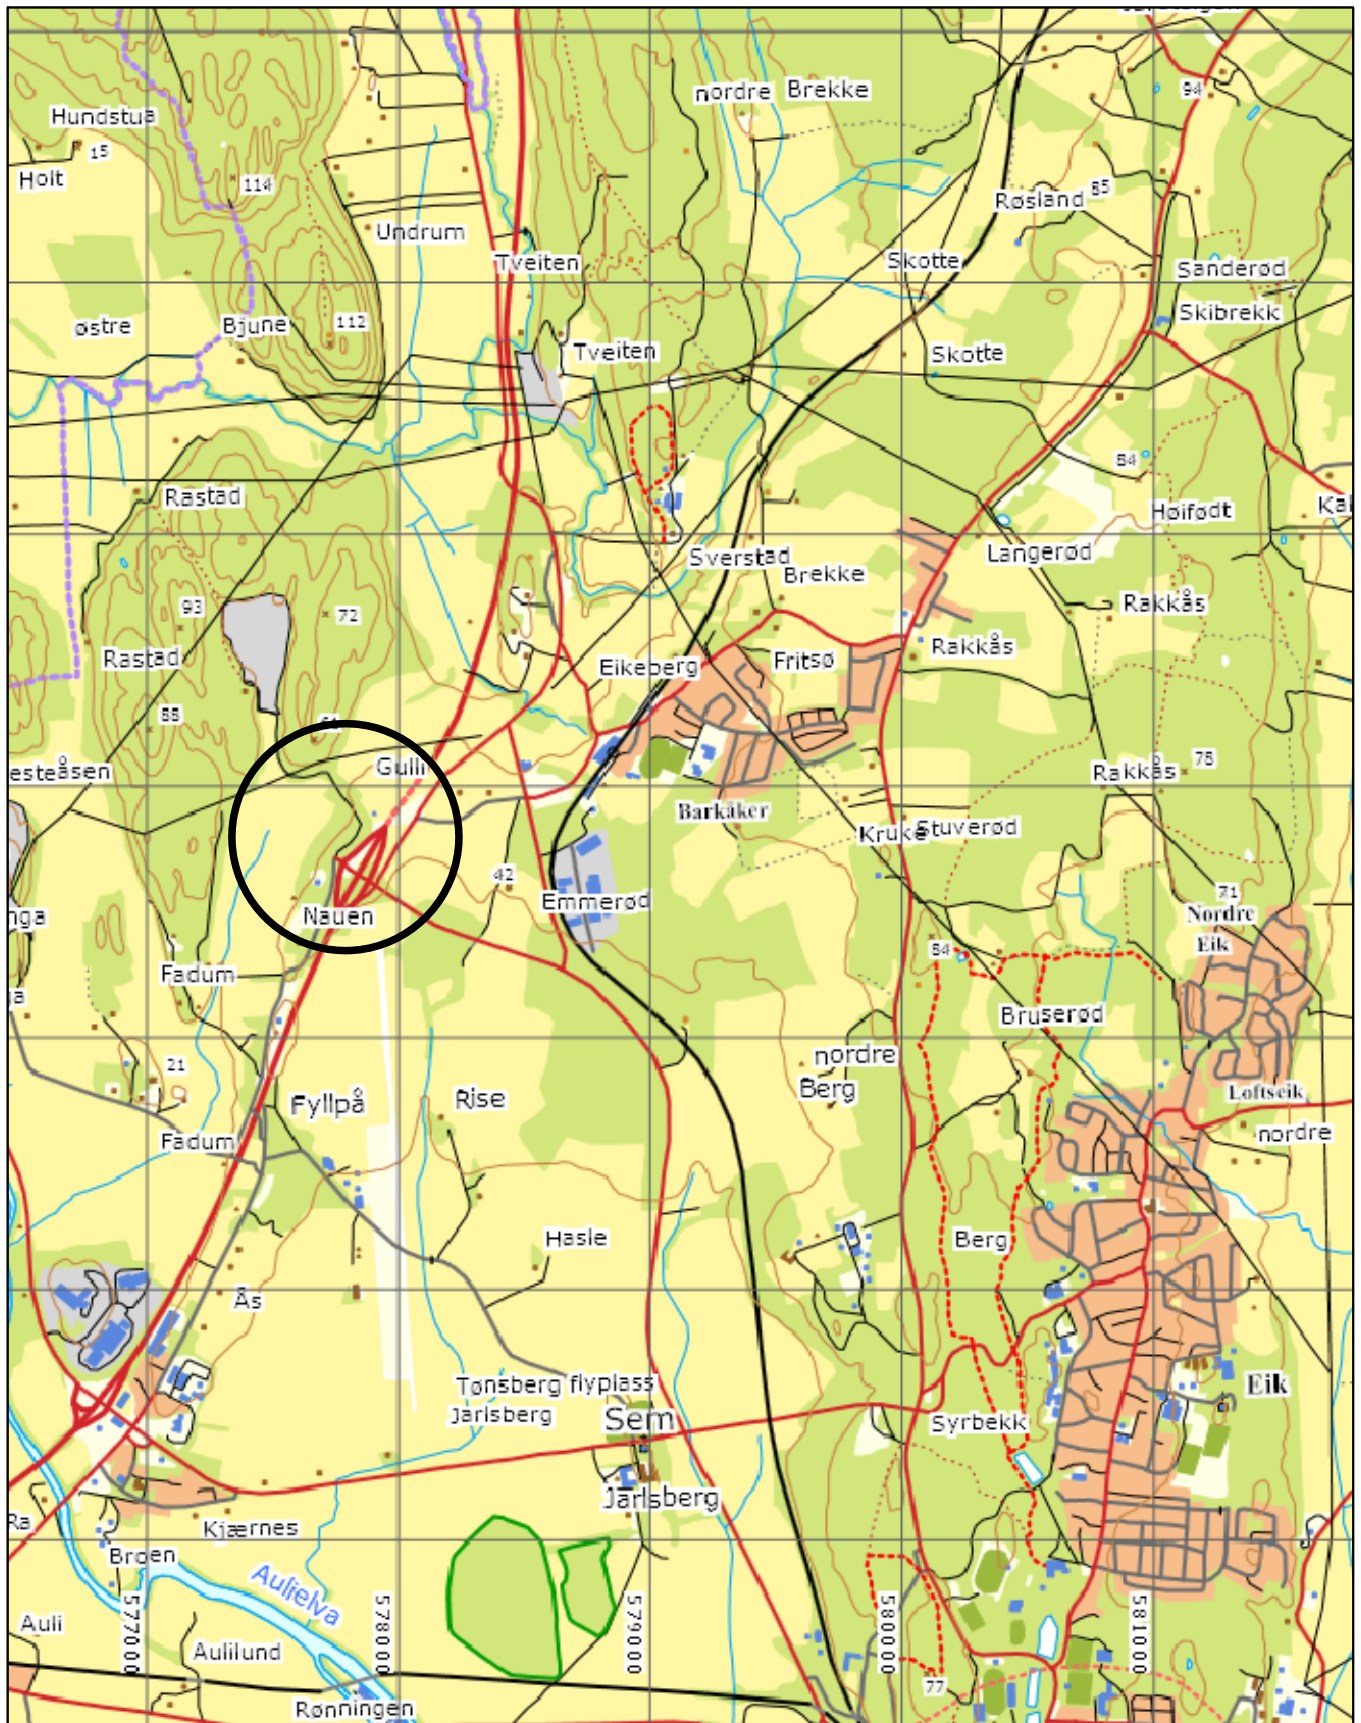 nordre Brekke
94
Hundstua
15
Holt
114
85
Røsland
Undrum
Tveiten
Skotte
Sanderød
Skibrekk
østre
Bjune
112
Tveiten
Skotte
84
Rastad
Høifødt
Langerød
Sverstad
Brekke
93
72
Rakkås
Rastad
Eikeberg
Fritsø
Rakkås
88
esteåsen
Gulli
Rakkås
78
Barkåker
Kruke
Stuverød
42
71
Emmerød
Nordre
Eik
nga
Nauen
84
Fadum
ga
Bruserød
21
nordre
Berg
Fyllpå
Rise
Loftseik
Fadum
nordre
Hasle
Berg
Ås
Tønsberg flyplass
Jarlsberg
Eik
Sem
Syrbekk
Jarlsberg
Ra
Kjærnes
Broen
Aulielva
577000
578000
579000
580000
581000
Auli
Aulilund
77
Rønningen